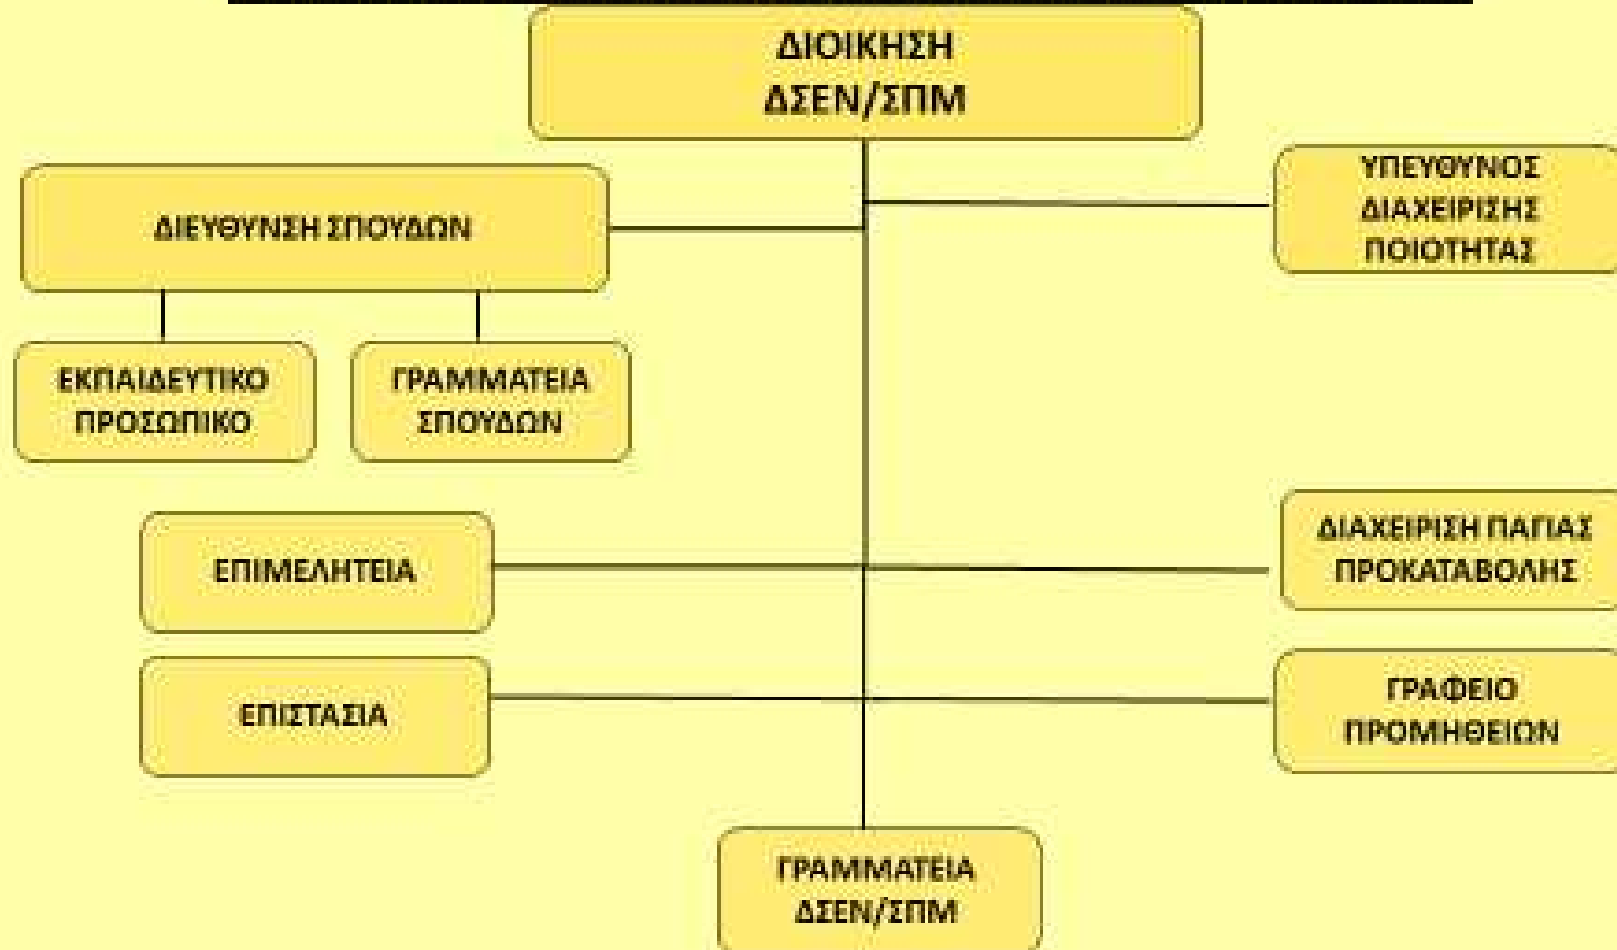 ΔΙΟΙΚΗΣΗ
ΔΣΕΝ/ΣΠΜ
ΥΠΕΥΘΥΝΟΣ
ΔΙΑΧΕΙΡΙΣΗΣ
ΠΟΙΟΤΗΤΑΣ
ΔΙΕΥΘΥΝΣΗ ΣΠΟΥΔΩΝ
ΕΚΠΑΙΔΕΥΤΙΚΟ
ΠΡΟΣΩΠΙΚΟ
ΓΡΑΜΜΑΤΕΙΑ
ΣΠΟΥΔΩΝ
ΕΠΙΜΕΛΗΤΕΙΑ
ΔΙΑΧΕΙΡΙΣΗ ΠΑΓΙΑΣ
ΠΡΟΚΑΤΑΒΟΛΗΣ
ΕΠΙΣΤΑΣΙΑ
ΓΡΑΦΕΙΟ
ΠΡΟΜΗΘΕΙΩΝ
ΓΡΑΜΜΑΤΕΙΑ
ΔΣΕΝ/ΣΠΜ